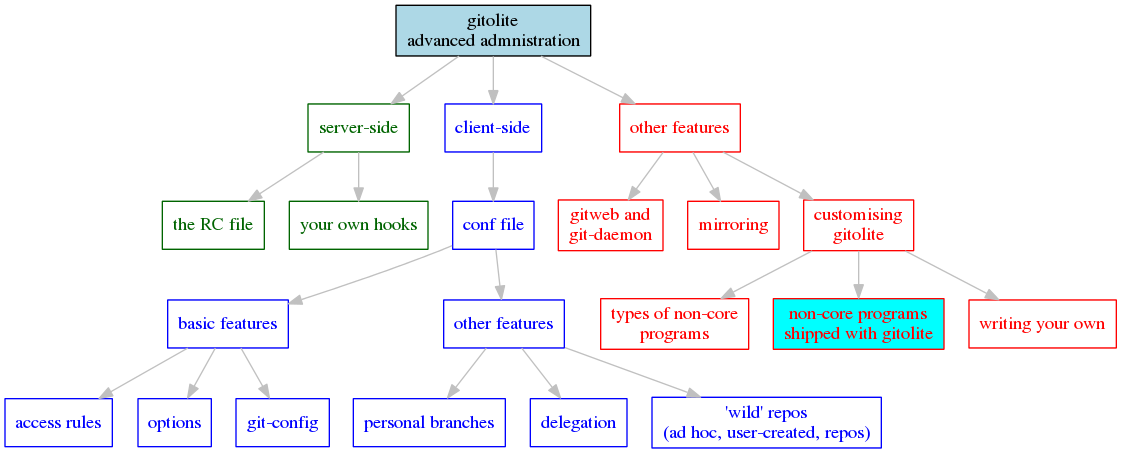 gitolite
advanced admnistration
server-side
client-side
other features
the RC file
your own hooks
conf file
gitweb and
git-daemon
mirroring
customising
gitolite
basic features
other features
types of non-core
programs
non-core programs
shipped with gitolite
writing your own
access rules
options
git-config
personal branches
delegation
'wild' repos
(ad hoc, user-created, repos)